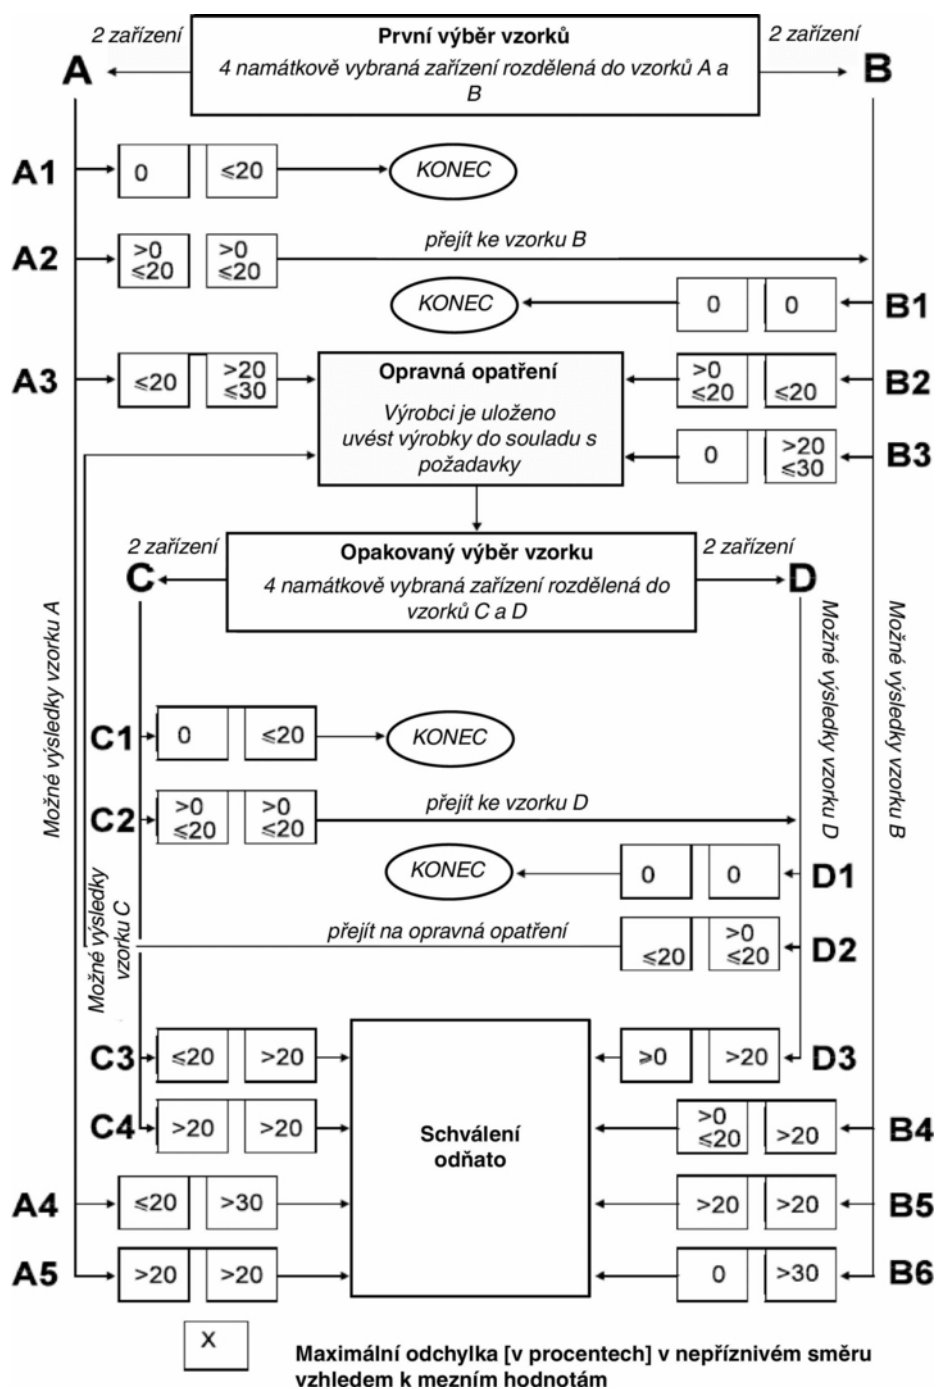 2 zařízení
První výběr vzorků
2 zařízení
A
4 namátkově vybraná zařízení rozdělená do vzorků A a
B
B
A1
0
≤20
KONEC
A2
>0
≤20
>0
≤20
přejít ke vzorku B
KONEC
0
0
B1
A3
≤20
>20
≤30
Opravná opatření
Výrobci je uloženo
uvést výrobky do souladu s
požadavky
>0
≤20
≤20
B2
0
>20
≤30
B3
2 zařízení
Opakovaný výběr vzorku
2 zařízení
C
4 namátkově vybraná zařízení rozdělená do
vzorků C a D
D
Možné výsledky vzorku A
Možné výsledky vzorku D
Možné výsledky vzorku B
C1
0
≤20
KONEC
C2
>0
≤20
>0
≤20
přejít ke vzorku D
KONEC
0
0
D1
Možné výsledky
vzorku C
přejít na opravná opatření
≤20
>0
≤20
D2
C3
≤20
>20
Schválení
odňato
≥0
>20
D3
C4
>20
>20
>0
≤20
>20
B4
A4
≤20
>30
>20
>20
B5
A5
>20
>20
0
>30
B6
X
Maximální odchylka [v procentech] v nepříznivém směru
vzhledem k mezním hodnotám